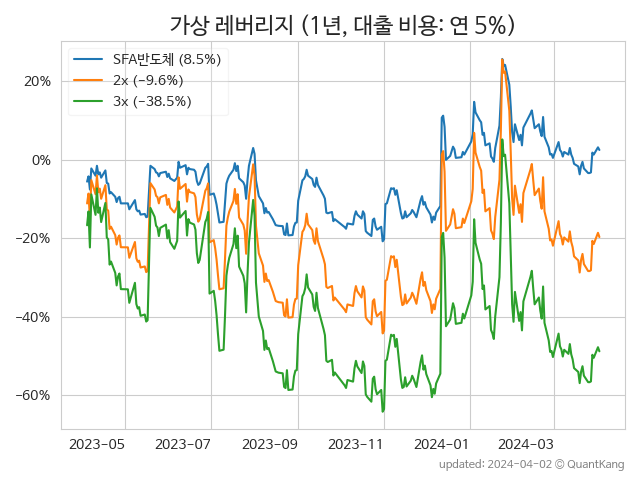 가상 레버리지 (1년, 대출 비용: 연 5%)
SFA반도체 (8.5%)
2x (−9.6%)
3x (−38.5%)
20%
0%
−20%
−40%
−60%
2023−05 2023−07 2023−09 2023−11 2024−01 2024−03
updated: 2024−04−02 © QuantKang